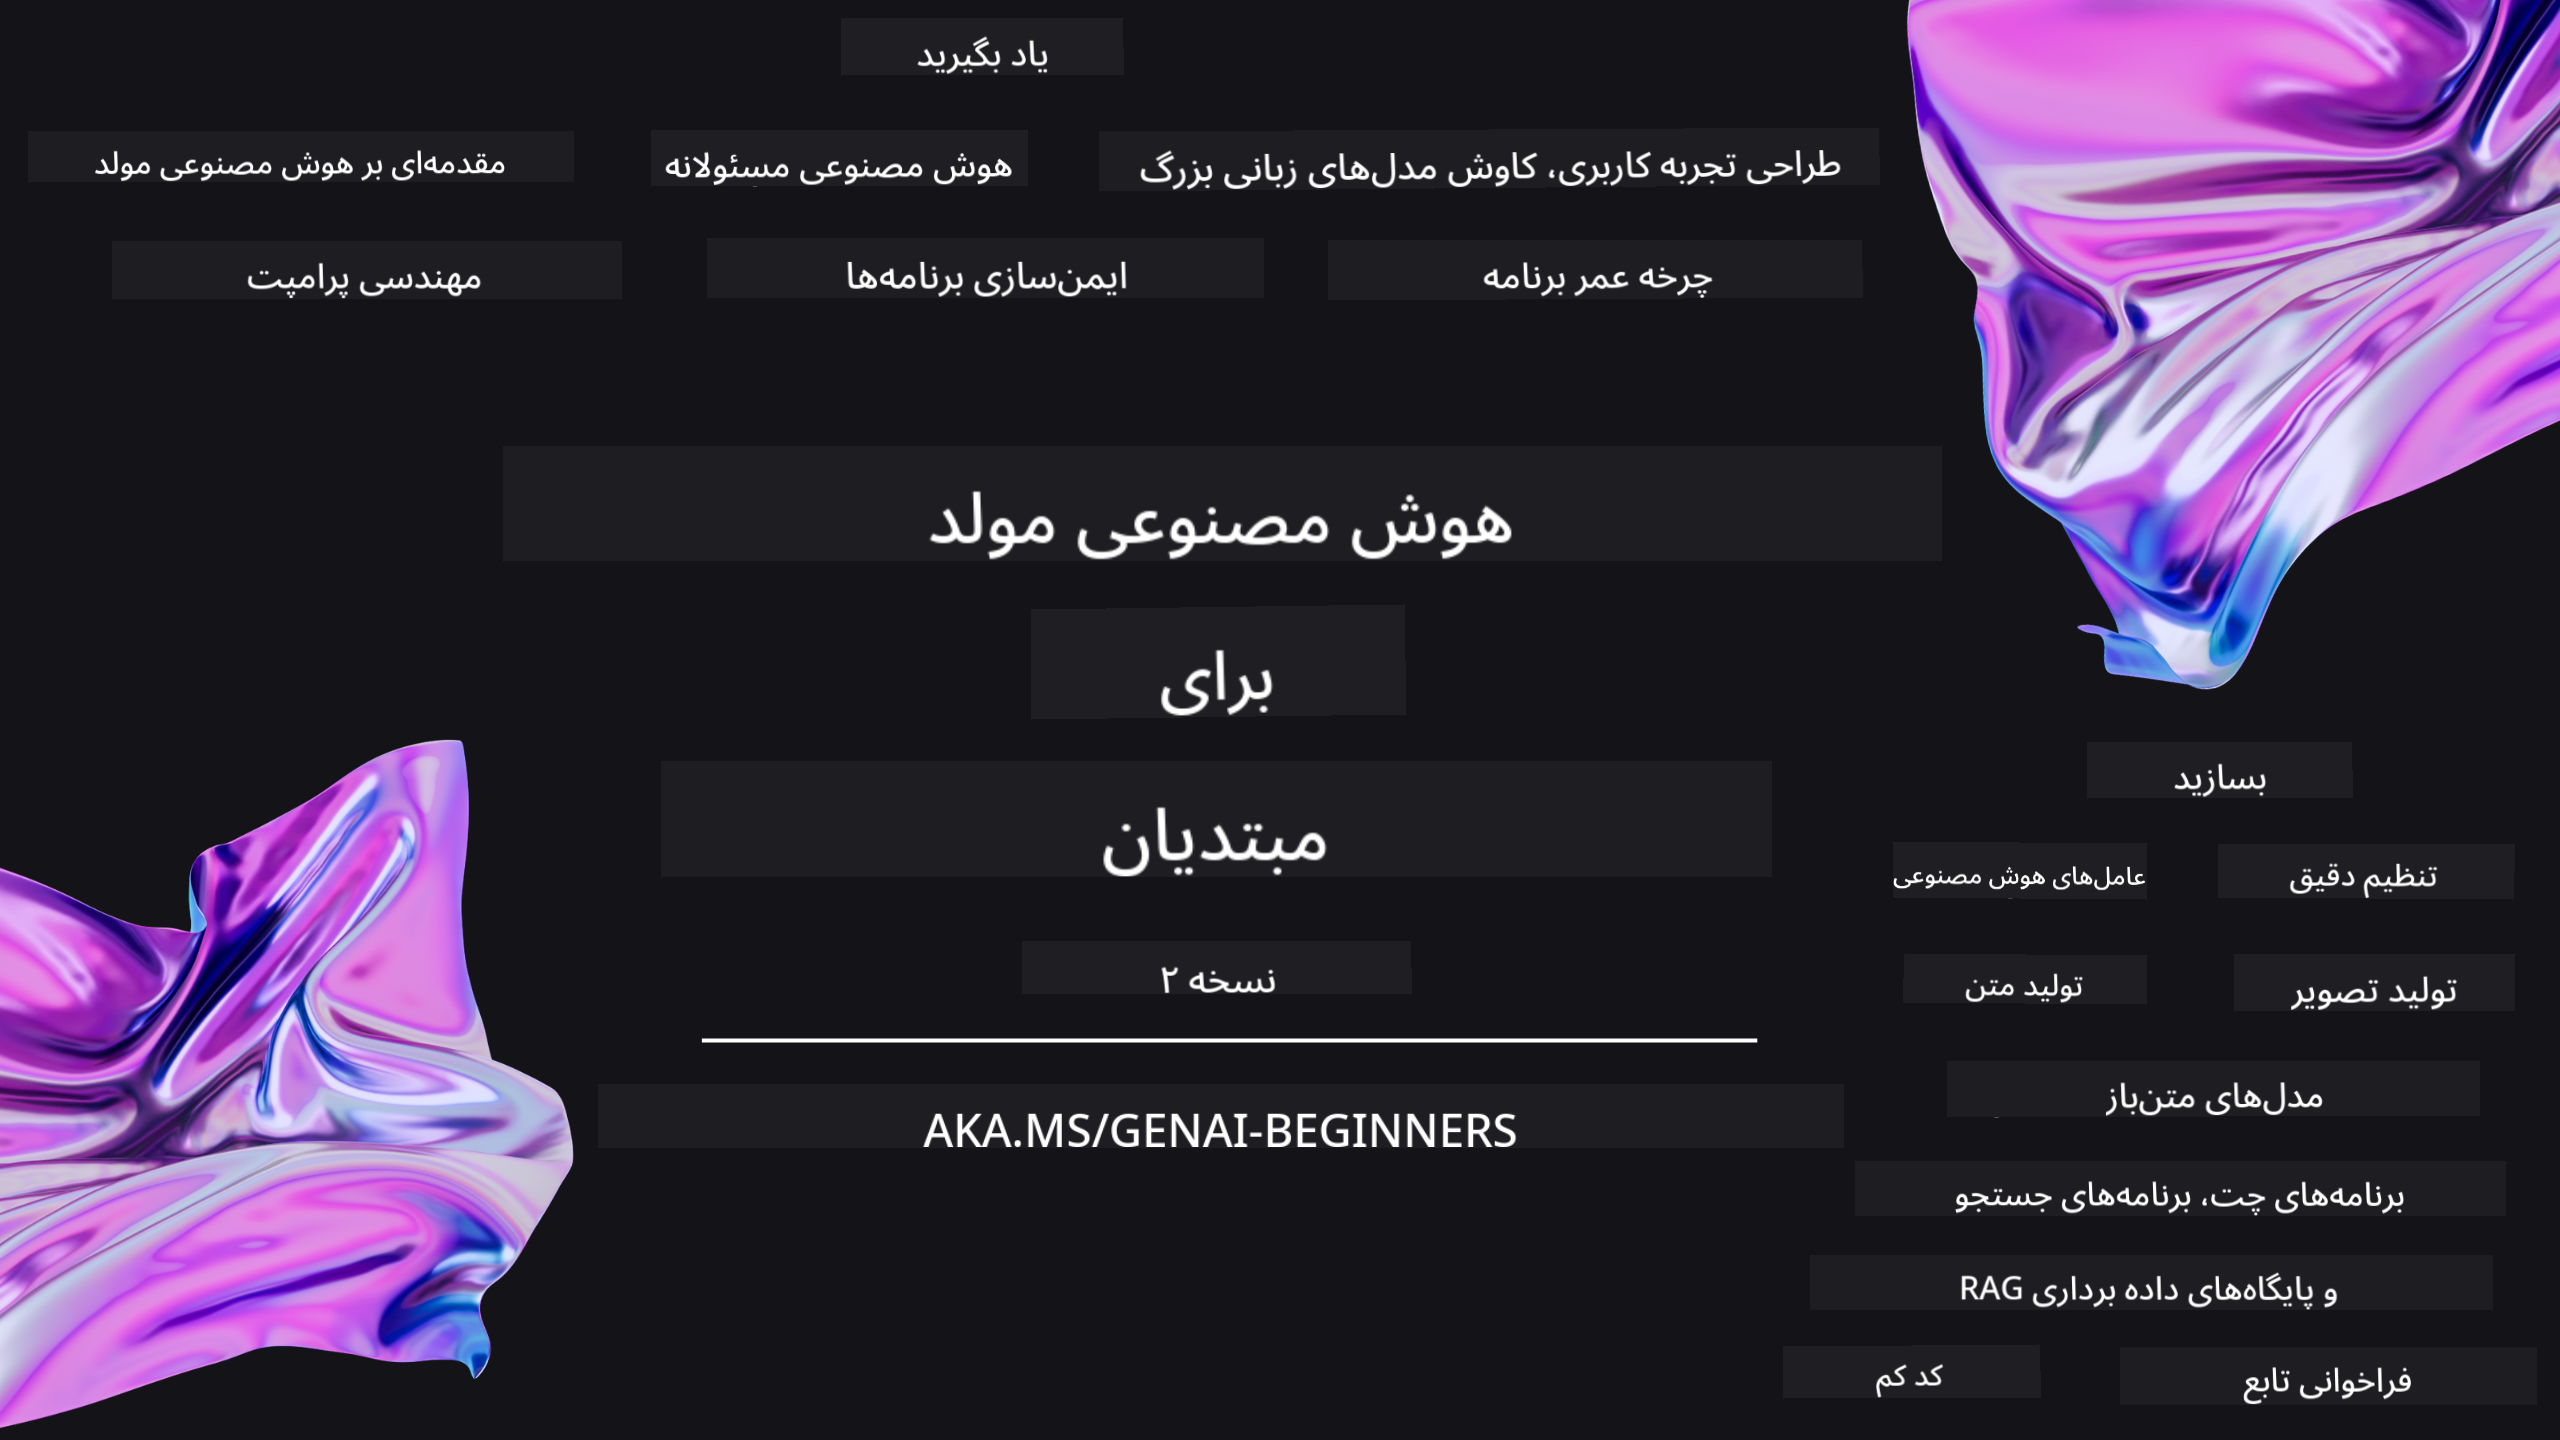 یاد بگیرید
طراحی تجربه کاربری، کاوش مدل‌های زبانی بزرگ
هوش مصنوعی مسئولانه
مقدمه‌ای بر هوش مصنوعی مولد
چرخه عمر برنامه
ایمن‌سازی برنامه‌ها
مهندسی پرامپت
هوش مصنوعی مولد
برای
مبتدیان
نسخه ۲
AKA.MS/GENAI-BEGINNERS
بسازید
تنظیم دقیق
عامل‌های هوش مصنوعی
تولید تصویر
تولید متن
مدل‌های متن‌باز
برنامه‌های چت، برنامه‌های جستجو
و پایگاه‌های داده برداری RAG
فراخوانی تابع
کد کم